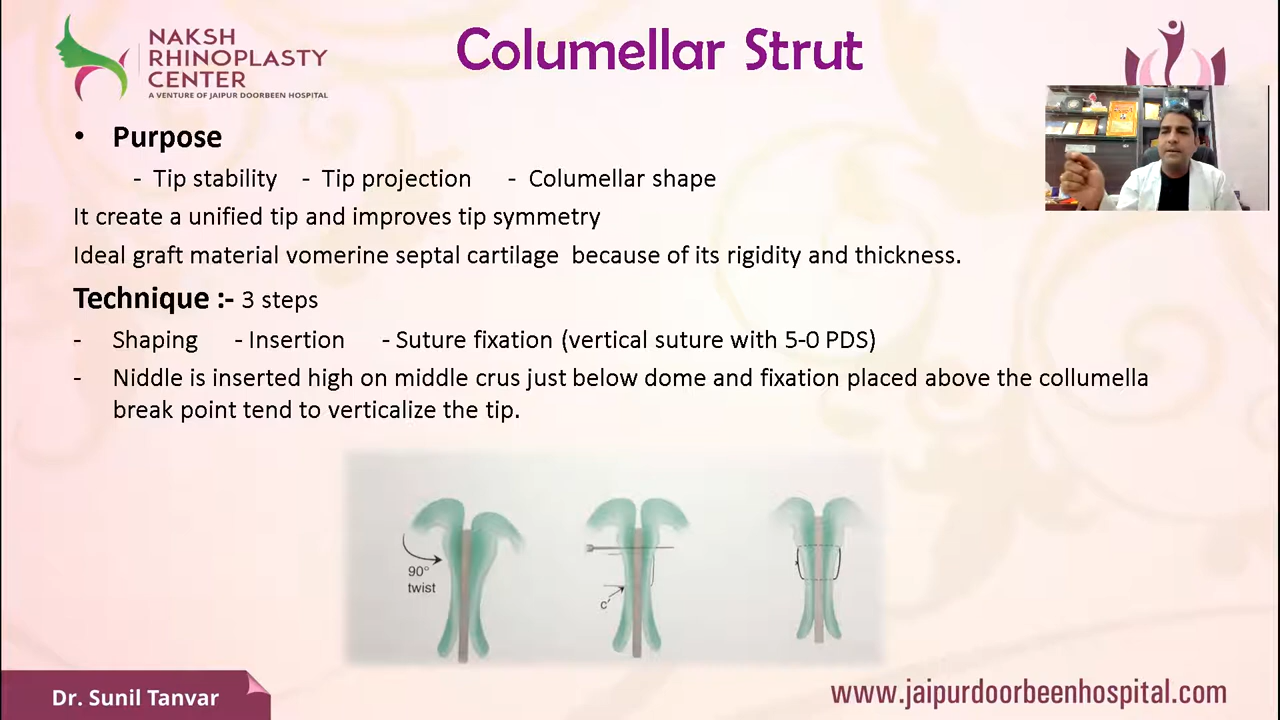 NAKSH
RHINOPLASTY
CENTER
A VENTURE OF JAIPUR DOORBEEN HOSPITAL
Columellar Strut
• Purpose
- Tip stability - Tip projection - Columellar shape
It create a unified tip and improves tip symmetry
Ideal graft material vomerine septal cartilage because of its rigidity and thickness.
Technique :- 3 steps
- Shaping - Insertion - Suture fixation (vertical suture with 5-0 PDS)
- Niddle is inserted high on middle crus just below dome and fixation placed above the collumella
break point tend to verticalize the tip.
90°
twist
c'
Dr. Sunil Tanvar
www.jaipurdoorbeenhospital.com